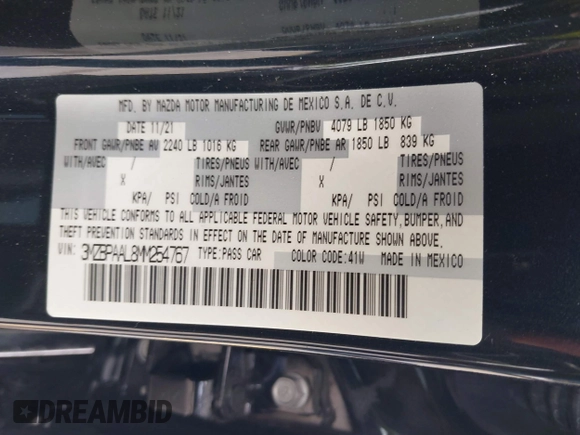 MFD. BY MAZDA MOTOR MANUFACTURING DE MEXICO S.A. DE C.V.
DATE 11/21 GVWR/PNBV 4079 LB 1850 KG
FRONT GAWR/PNBE AV 2240 LB 1016 KG REAR GAWR/PNBE AR 1850 LB 839 KG
WITH/AVEC / TIRES/PNEUS WITH/AVEC / TIRES/PNEUS
X RIMS/JANTES X RIMS/JANTES
KPA/ PSI COLD/A FROID KPA/ PSI COLD/A FROID
THIS VEHICLE CONFORMS TO ALL APPLICABLE FEDERAL MOTOR VEHICLE SAFETY, BUMPER, AND
THEFT PREVENTION STANDARDS IN EFFECT ON THE DATE OF MANUFACTURE SHOWN ABOVE.
VIN: 3MZBPAAL8MM254767 TYPE:PASS CAR COLOR CODE:41W MADE IN MEXICO
DREAMBID